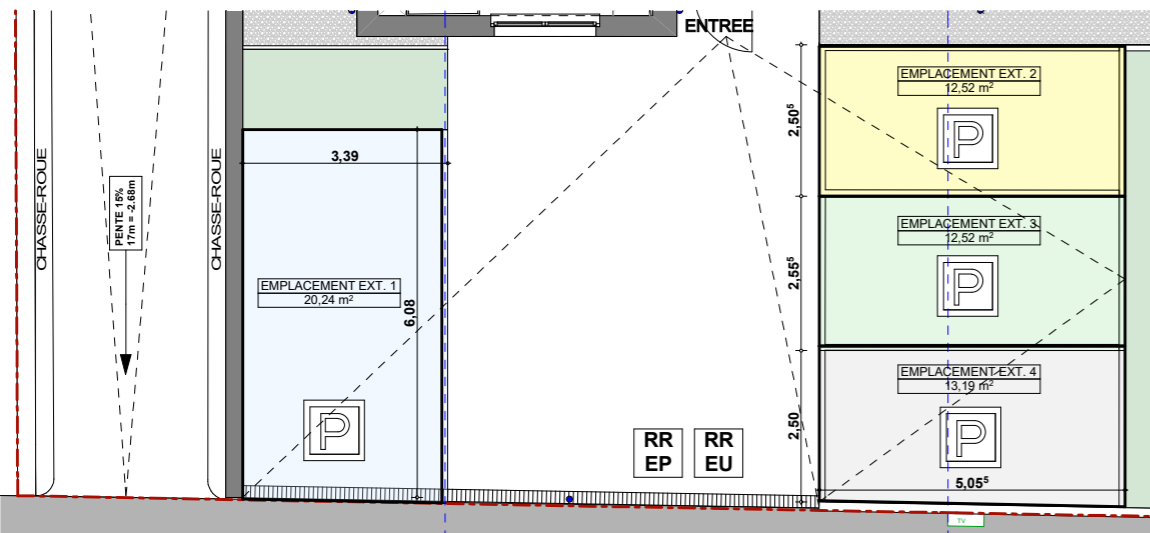 ENTREE
EMPLACEMENT EXT. 2
12,52 m²
P
2,50⁵
3,39
CHASSE-ROUE
PENTE 15%
17m = -2.68m
CHASSE-ROUE
EMPLACEMENT EXT. 3
12,52 m²
P
2,55⁵
EMPLACEMENT EXT. 1
20,24 m²
6,08
P
EMPLACEMENT EXT. 4
13,19 m²
P
2,50
RR
EP
RR
EU
5,05⁵
TV